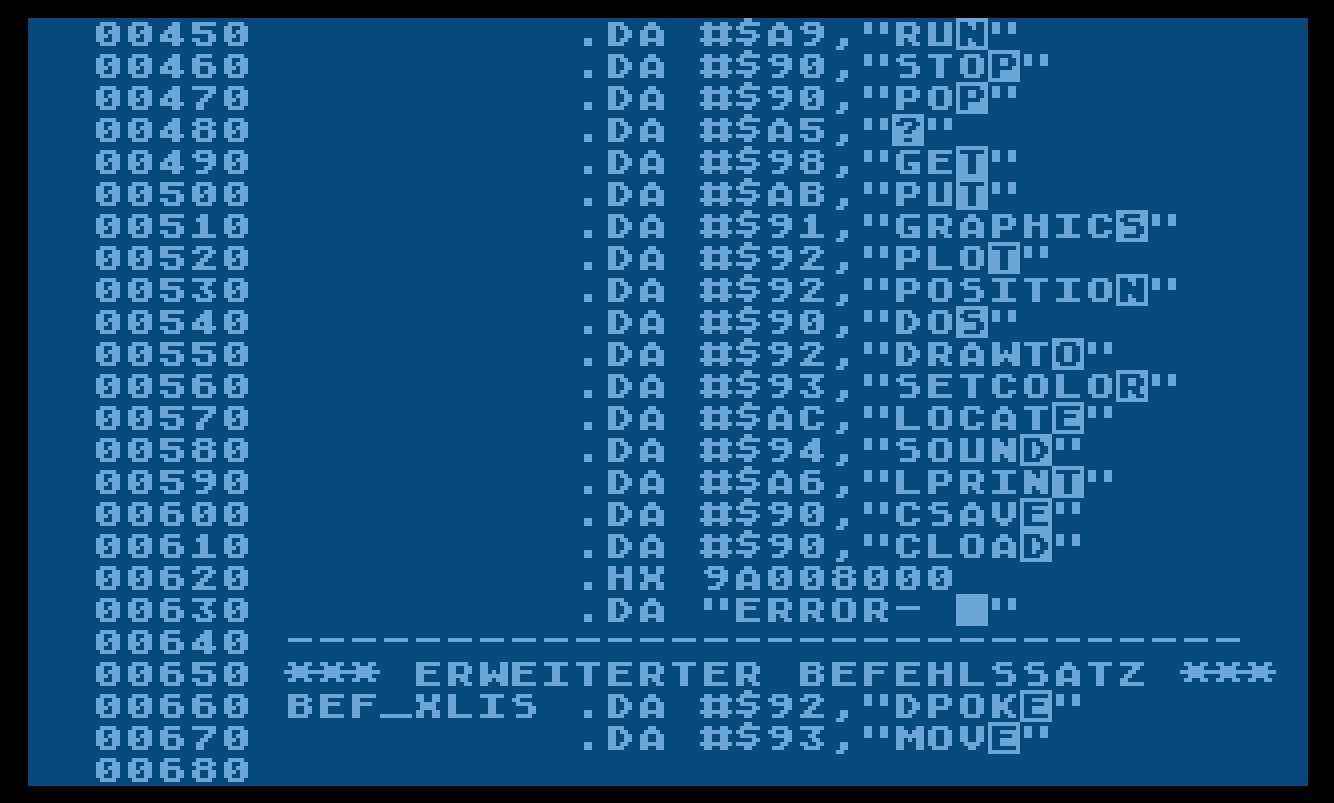 00450 .DA #$A9,"RUN"
00460 .DA #$90,"STOP"
00470 .DA #$90,"POP"
00480 .DA #$A5,"?"
00490 .DA #$98,"GET"
00500 .DA #$AB,"PUT"
00510 .DA #$91,"GRAPHICS"
00520 .DA #$92,"PLOT"
00530 .DA #$92,"POSITION"
00540 .DA #$90,"DOS"
00550 .DA #$92,"DRAWTO"
00560 .DA #$93,"SETCOLOR"
00570 .DA #$AC,"LOCATE"
00580 .DA #$94,"SOUND"
00590 .DA #$A6,"LPRINT"
00600 .DA #$90,"CSAVE"
00610 .DA #$90,"CLOAD"
00620 .HX 9A008000
00630 .DA "ERROR- █"
00640 ------------------------------
00650 *** ERWEITERTER BEFEHLSSATZ ***
00660 BEF_XLIS .DA #$92,"DPOKE"
00670 .DA #$93,"MOVE"
00680